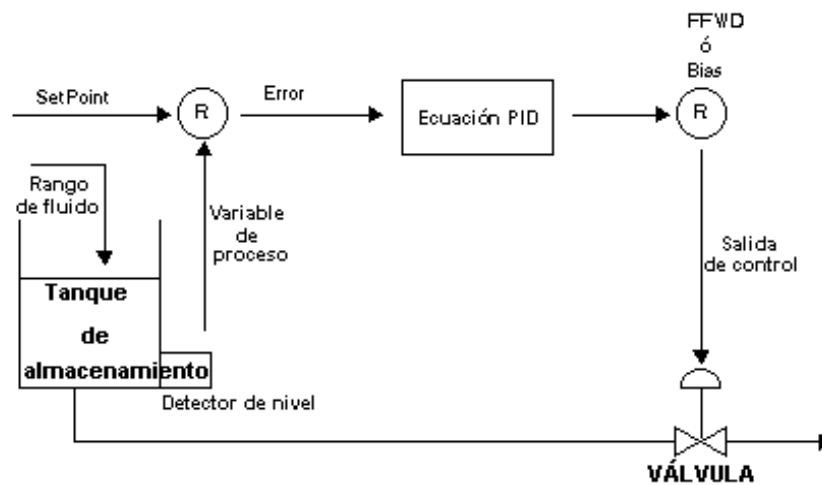 FFWD
ó
Bias
SetPoint
R
Error
Ecuación PID
R
Rango
de fluido
Variable
de
proceso
Salida
de control
Tanque
de
almacenamiento
Detector de nivel
VÁLVULA